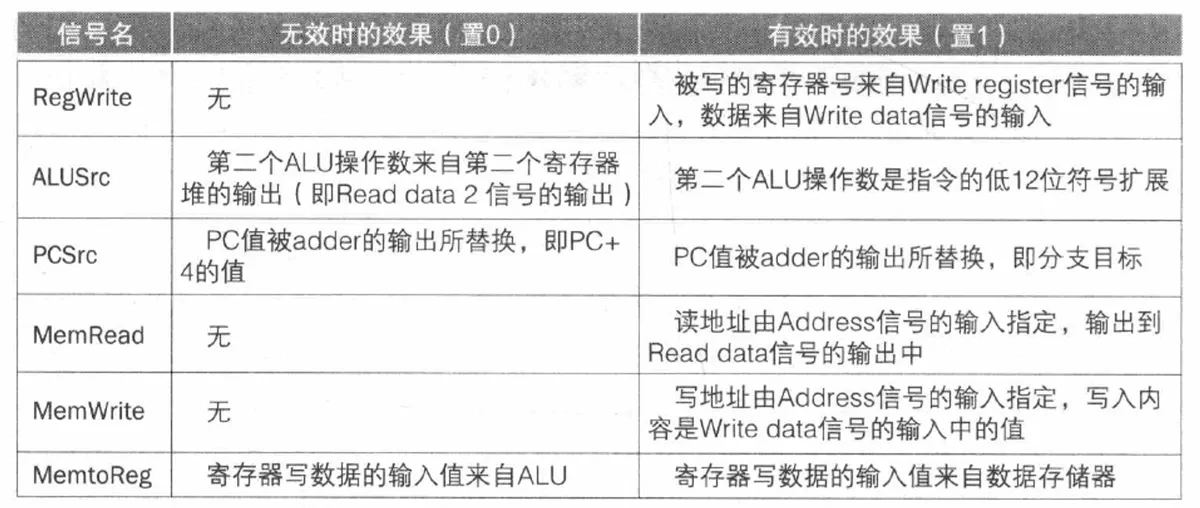 信号名 无效时的效果（置0） 有效时的效果（置1）
RegWrite 无 被写的寄存器号来自Write register信号的输
入，数据来自Write data信号的输入
ALUSrc 第二个ALU操作数来自第二个寄存器
堆的输出（即Read data 2 信号的输出） 第二个ALU操作数是指令的低12位符号扩展
PCSrc PC值被adder的输出所替换，即PC+
4的值 PC值被adder的输出所替换，即分支目标
MemRead 无 读地址由Address信号的输入指定，输出到
Read data信号的输出中
MemWrite 无 写地址由Address信号的输入指定，写入内
容是Write data信号的输入中的值
MemtoReg 寄存器写数据的输入值来自ALU 寄存器写数据的输入值来自数据存储器